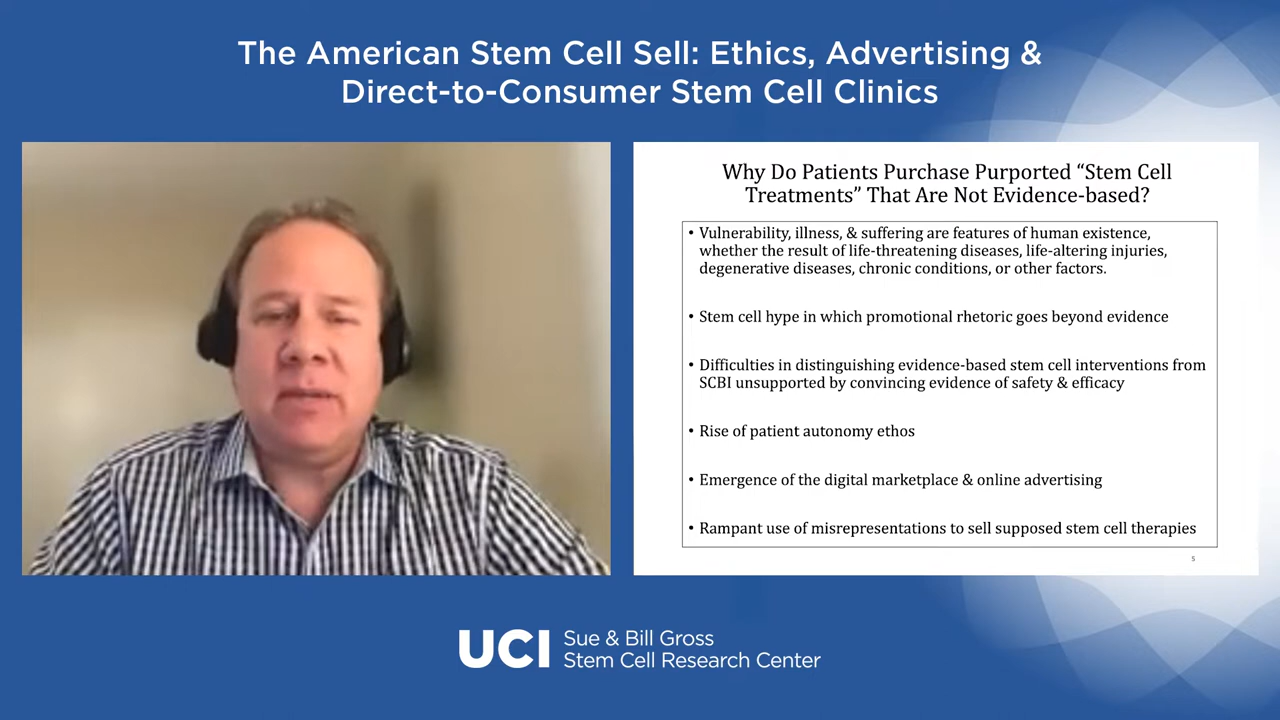 The American Stem Cell Sell: Ethics, Advertising &
Direct-to-Consumer Stem Cell Clinics
Why Do Patients Purchase Purported “Stem Cell
Treatments” That Are Not Evidence-based?
• Vulnerability, illness, & suffering are features of human existence,
whether the result of life-threatening diseases, life-altering injuries,
degenerative diseases, chronic conditions, or other factors.
• Stem cell hype in which promotional rhetoric goes beyond evidence
• Difficulties in distinguishing evidence-based stem cell interventions from
SCBI unsupported by convincing evidence of safety & efficacy
• Rise of patient autonomy ethos
• Emergence of the digital marketplace & online advertising
• Rampant use of misrepresentations to sell supposed stem cell therapies
5
UCI Sue & Bill Gross
Stem Cell Research Center